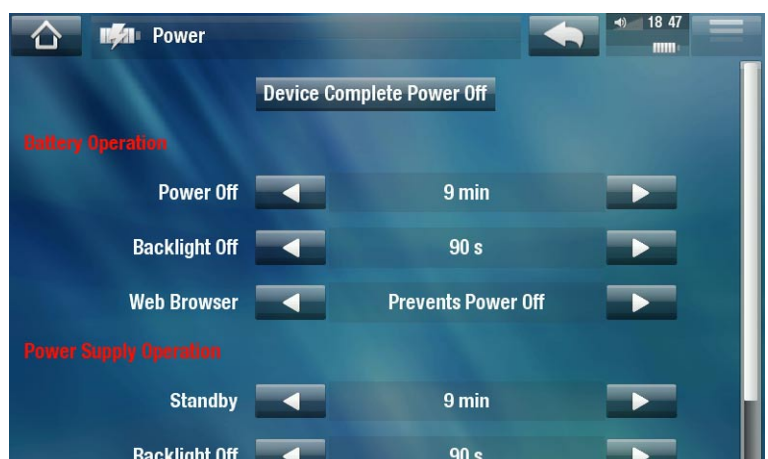 Power
18 47
Device Complete Power Off
Battery Operation
Power Off 9 min
Backlight Off 90 s
Web Browser Prevents Power Off
Power Supply Operation
Standby 9 min
Backlight Off 90 s